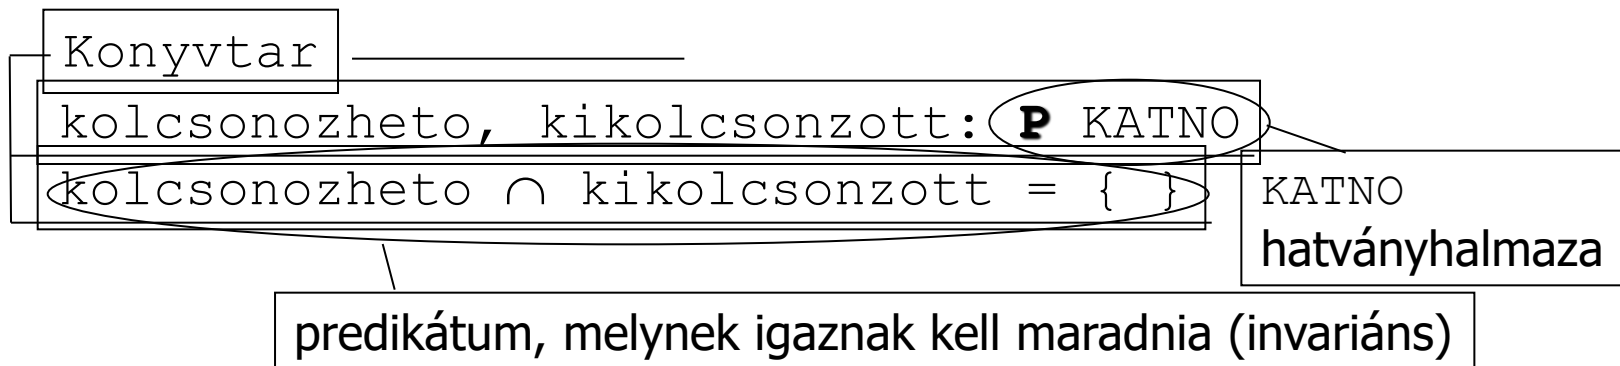 Konyvtar
kolcsonozheto, kikolcsonzott: P KATNO
kolcsonozheto ∩ kikolcsonzott = { }
KATNO
hatványhalmaza
predikátum, melynek igaznak kell maradnia (invariáns)